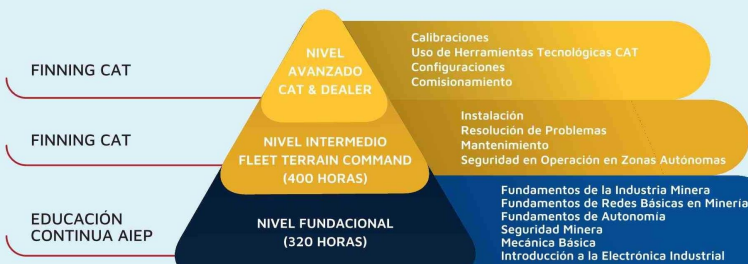 FINNING CAT
NIVEL
AVANZADO
CAT & DEALER
Calibraciones
Uso de Herramientas Tecnológicas CAT
Configuraciones
Comisionamiento
FINNING CAT
NIVEL INTERMEDIO
FLEET TERRAIN COMMAND
(400 HORAS)
Instalación
Resolución de Problemas
Mantenimiento
Seguridad en Operación en Zonas Autónomas
EDUCACIÓN
CONTINUA AIEP
NIVEL FUNDACIONAL
(320 HORAS)
Fundamentos de la Industria Minera
Fundamentos de Redes Básicas en Minería
Fundamentos de Autonomía
Seguridad Minera
Mecánica Básica
Introducción a la Electrónica Industrial